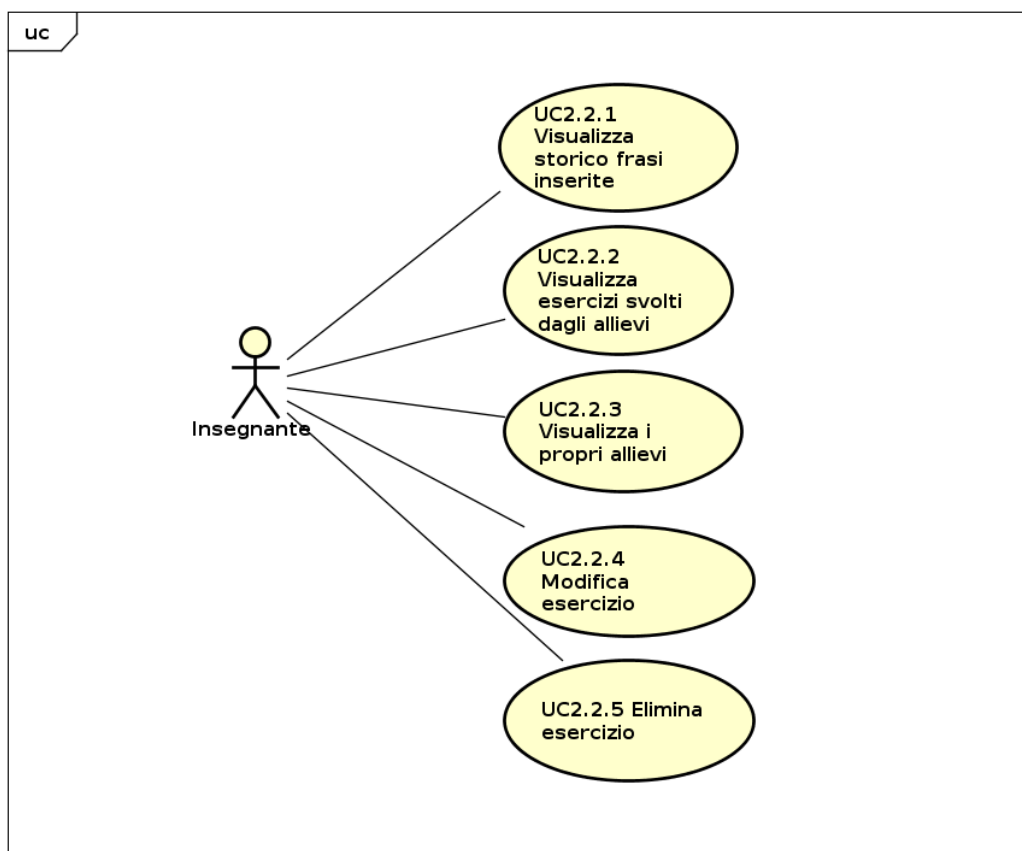 uc
UC2.2.1
Visualizza
storico frasi
inserite
UC2.2.2
Visualizza
esercizi svolti
dagli allievi
Insegnante
UC2.2.3
Visualizza i
propri allievi
UC2.2.4
Modifica
esercizio
UC2.2.5 Elimina
esercizio